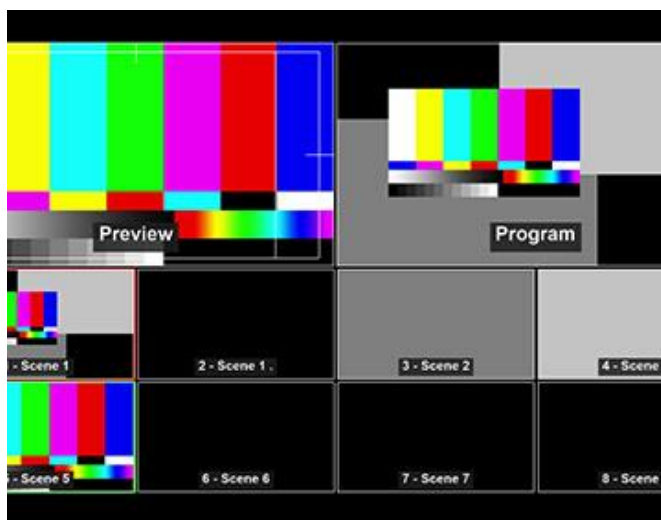 Preview
Program
- Scene 1
2 - Scene 1 .
3 - Scene 2
4 - Scene
- Scene 5
6 - Scene 6
7 - Scene 7
8 - Scene